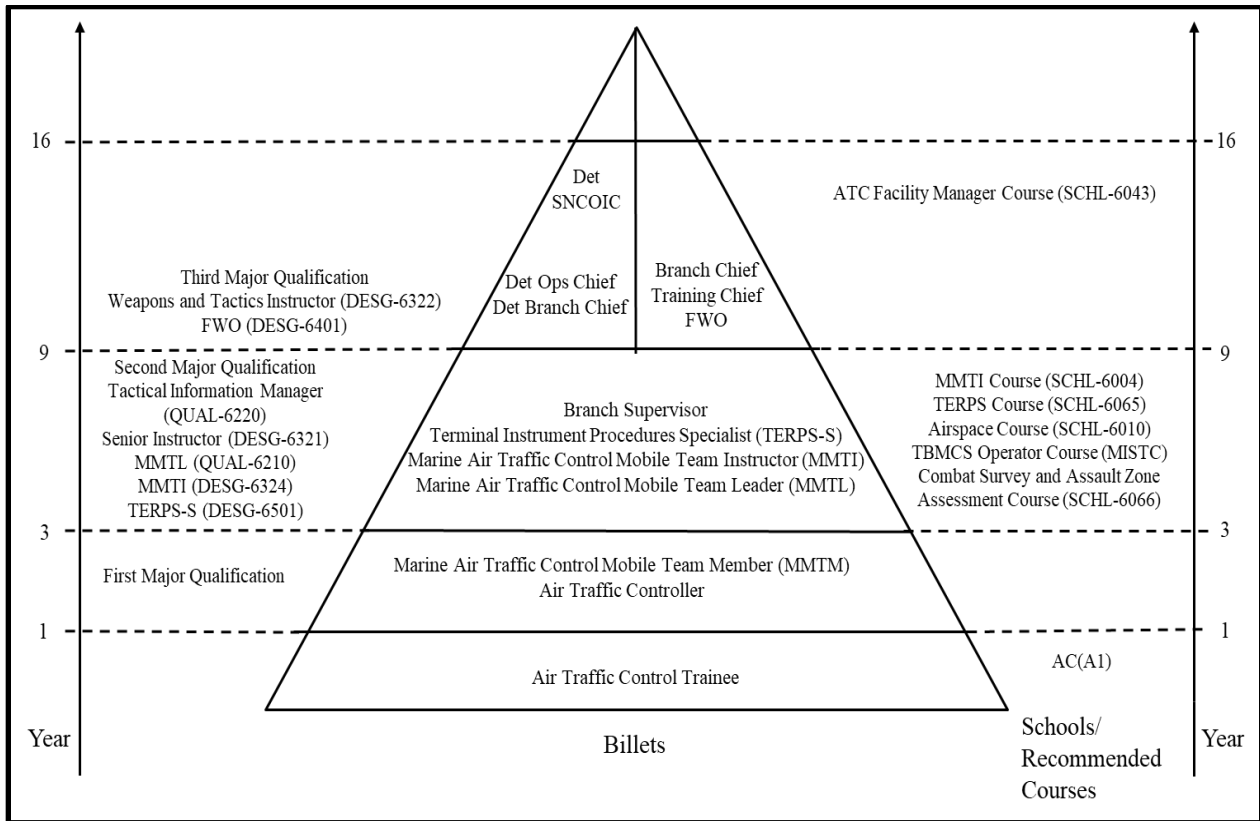 16
16
Det
SNCOIC
ATC Facility Manager Course (SCHL-6043)
Third Major Qualification
Weapons and Tactics Instructor (DESG-6322)
FWO (DESG-6401)
Det Ops Chief
Det Branch Chief
Branch Chief
Training Chief
FWO
9
9
Second Major Qualification
Tactical Information Manager
(QUAL-6220)
Senior Instructor (DESG-6321)
MMTL (QUAL-6210)
MMTI (DESG-6324)
TERPS-S (DESG-6501)
Branch Supervisor
Terminal Instrument Procedures Specialist (TERPS-S)
Marine Air Traffic Control Mobile Team Instructor (MMTI)
Marine Air Traffic Control Mobile Team Leader (MMTL)
MMTI Course (SCHL-6004)
TERPS Course (SCHL-6065)
Airspace Course (SCHL-6010)
TBMCS Operator Course (MISTC)
Combat Survey and Assault Zone
Assessment Course (SCHL-6066)
3
3
First Major Qualification
Marine Air Traffic Control Mobile Team Member (MMTM)
Air Traffic Controller
1
1
Air Traffic Control Trainee
AC(A1)
Year
Billets
Schools/
Recommended
Courses
Year